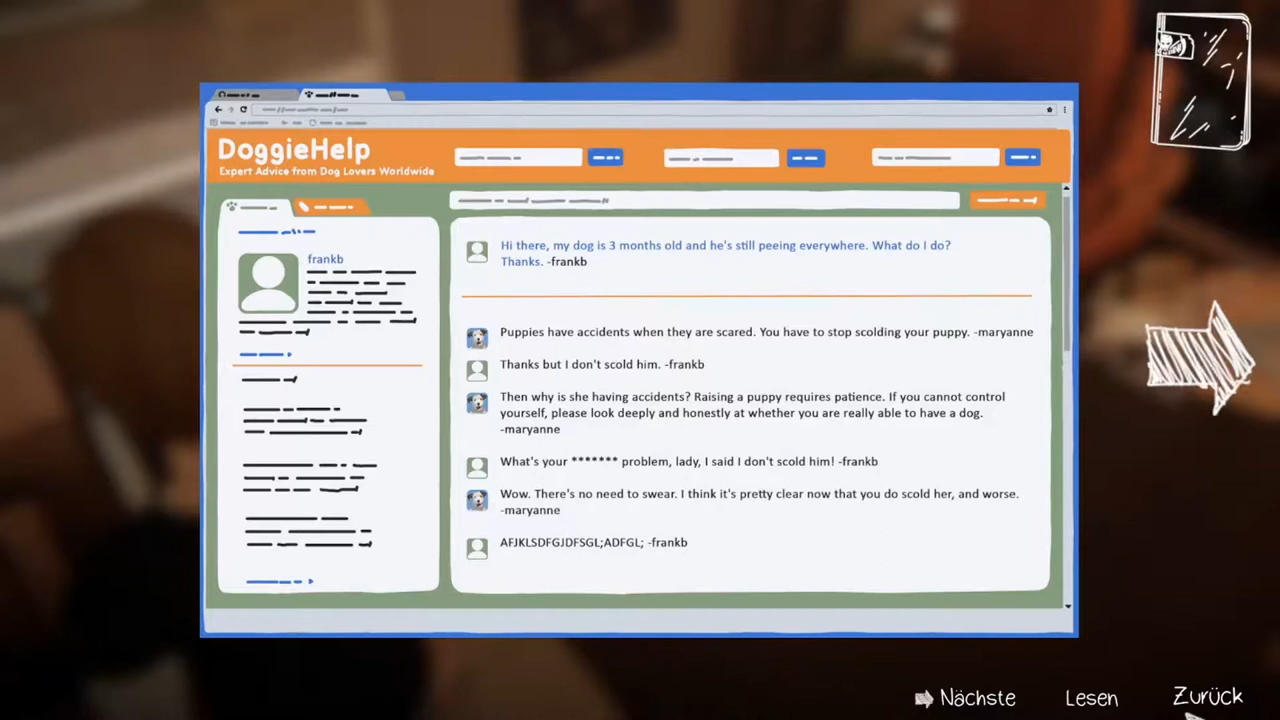 DoggieHelp
Expert Advice from Dog Lovers Worldwide
frankb
Hi there, my dog is 3 months old and he's still peeing everywhere. What do I do?
Thanks. -frankb
Puppies have accidents when they are scared. You have to stop scolding your puppy. -maryanne
Thanks but I don't scold him. -frankb
Then why is she having accidents? Raising a puppy requires patience. If you cannot control
yourself, please look deeply and honestly at whether you are really able to have a dog.
-maryanne
What's your ******* problem, lady, I said I don't scold him! -frankb
Wow. There's no need to swear. I think it's pretty clear now that you do scold her, and worse.
-maryanne
AFJKLSDFGJDFSGL;ADFGL; -frankb
Nächste
Lesen
Zurück